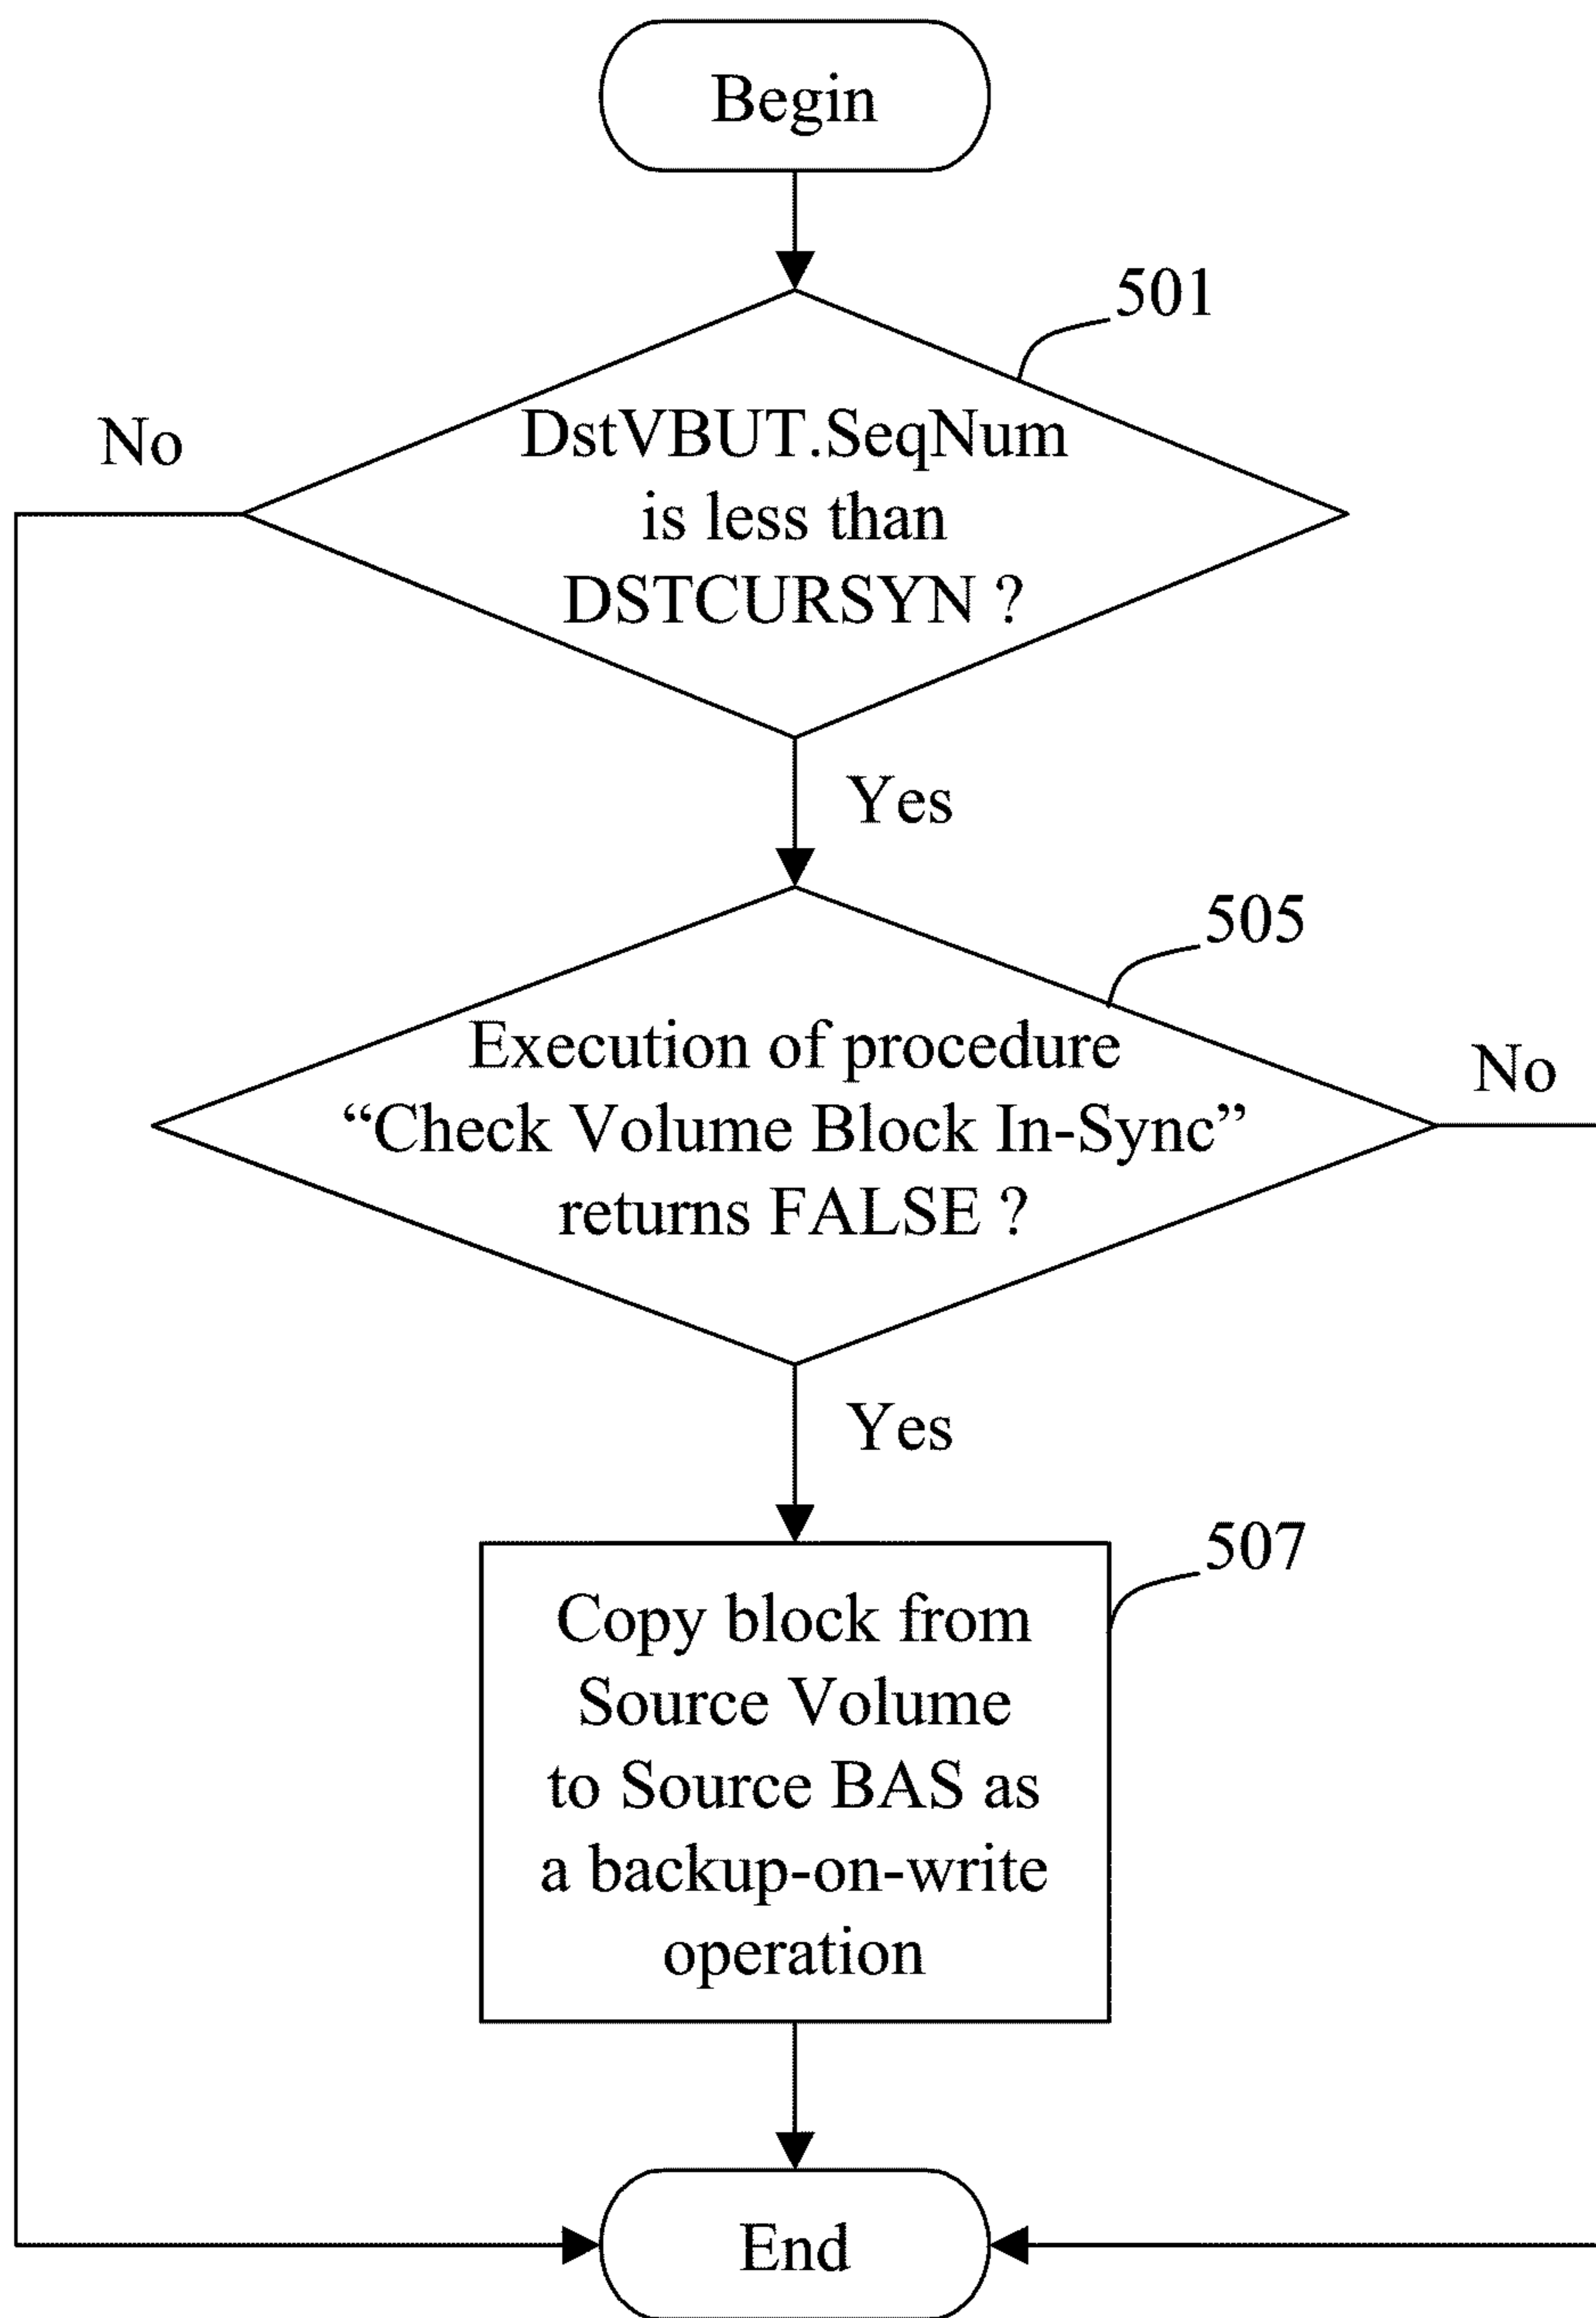 Begin
501
No
DstVBUT.SeqNum
is less than
DSTCURSYN ?
Yes
505
Execution of procedure
“Check Volume Block In-Sync”
returns FALSE ?
No
Yes
507
Copy block from
Source Volume
to Source BAS as
a backup-on-write
operation
End